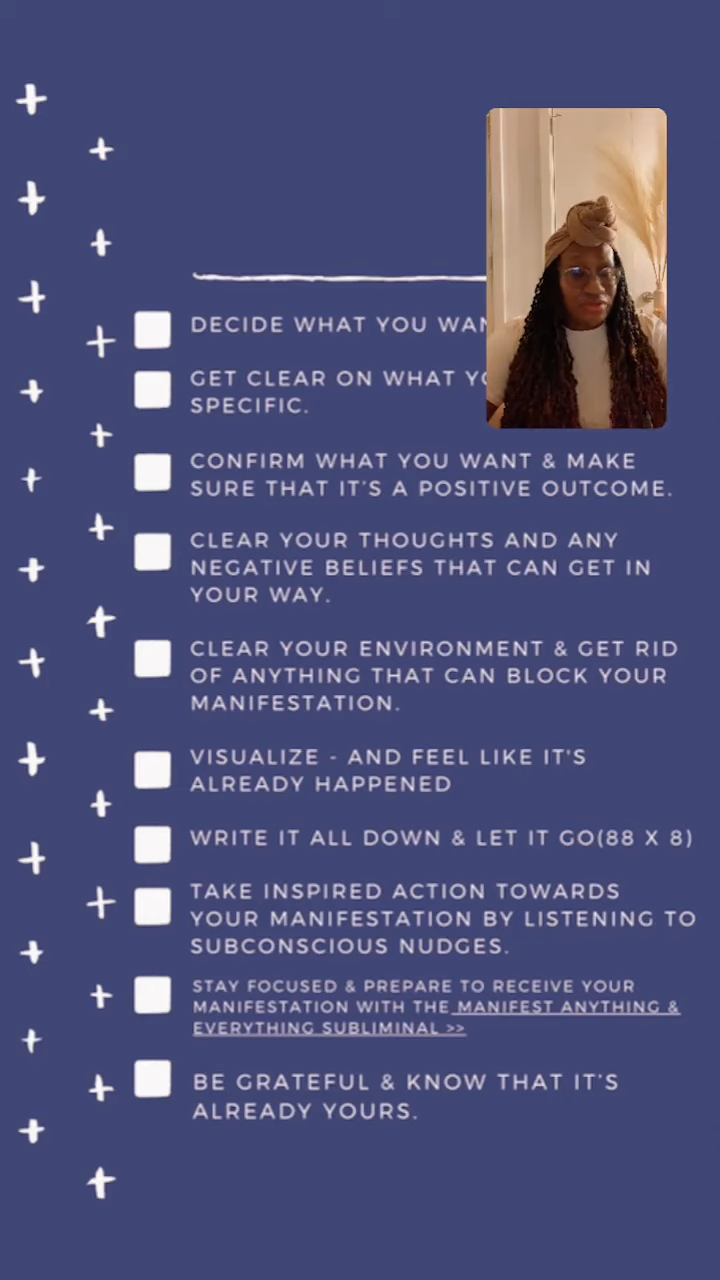 DECIDE WHAT YOU
GET CLEAR ON WHAT
SPECIFIC.
CONFIRM WHAT YOU WANT & MAKE
SURE THAT IT'S A POSITIVE OUTCOME.
CLEAR YOUR THOUGHTS AND ANY
NEGATIVE BELIEFS THAT CAN GET IN
YOUR WAY.
CLEAR YOUR ENVIRONMENT & GET RID
OF ANYTHING THAT CAN BLOCK YOUR
MANIFESTATION.
VISUALIZE - AND FEEL LIKE IT'S
ALREADY HAPPENED
WRITE IT ALL DOWN & LET IT GO(88 X 8)
TAKE INSPIRED ACTION TOWARDS
YOUR MANIFESTATION BY LISTENING TO
SUBCONSCIOUS NUDGES.
STAY FOCUSED & PREPARE TO RECEIVE YOUR
MANIFESTATION WITH THE MANIFEST ANYTHING &
EVERYTHING SUBLIMINAL >>
BE GRATEFUL & KNOW THAT IT'S
ALREADY YOURS.